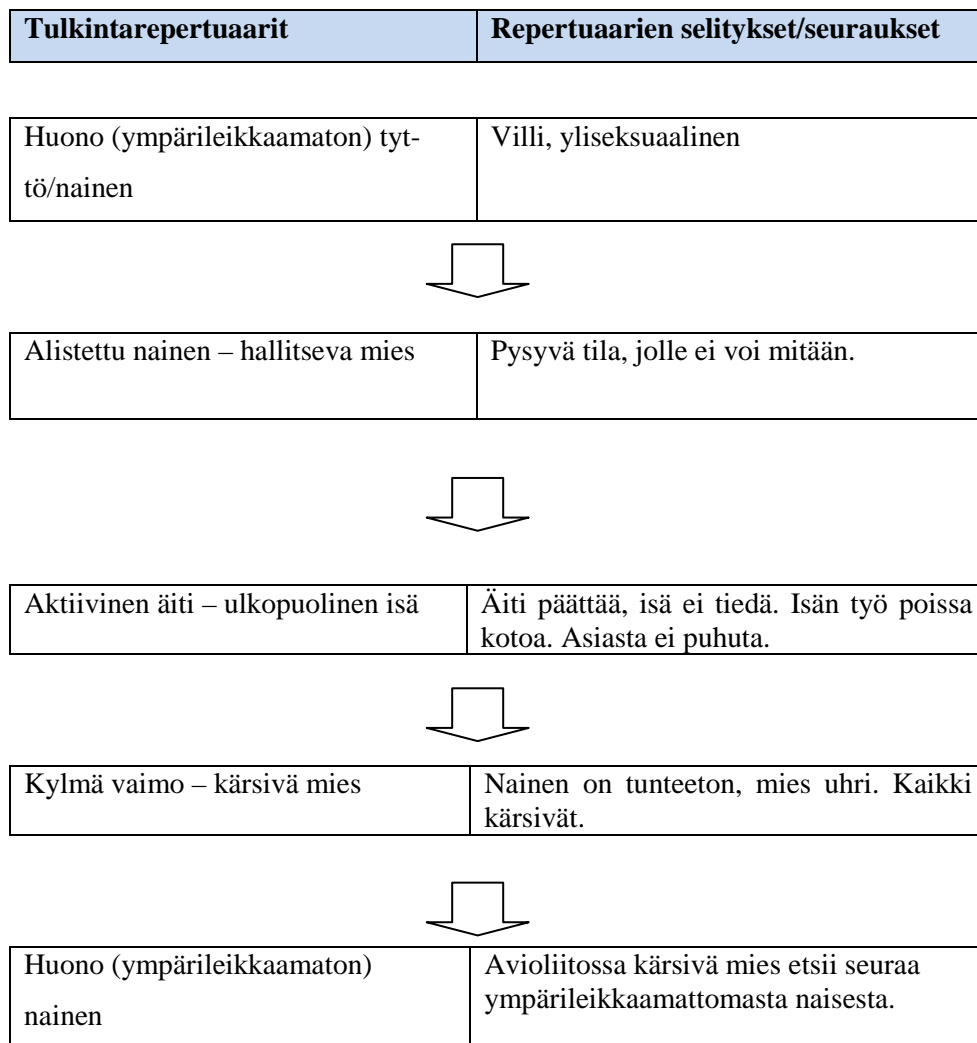 Tulkintarepertuaarit
Repertuaarien selitykset/seuraukset
Huono (ympärileikkaamaton) tyt-
tö/nainen
Villi, yliseksuaalinen
Alistettu nainen – hallitseva mies
Pysyvä tila, jolle ei voi mitään.
Aktiivinen äiti – ulkopuolinen isä
Äiti päättää, isä ei tiedä. Isän työ poissa
kotoa. Asiasta ei puhuta.
Kylmä vaimo – kärsivä mies
Nainen on tunteeton, mies uhri. Kaikki
kärsivät.
Huono (ympärileikkaamaton)
nainen
Avioliitossa kärsivä mies etsii seuraa
ympärileikkaamattomasta naisesta.